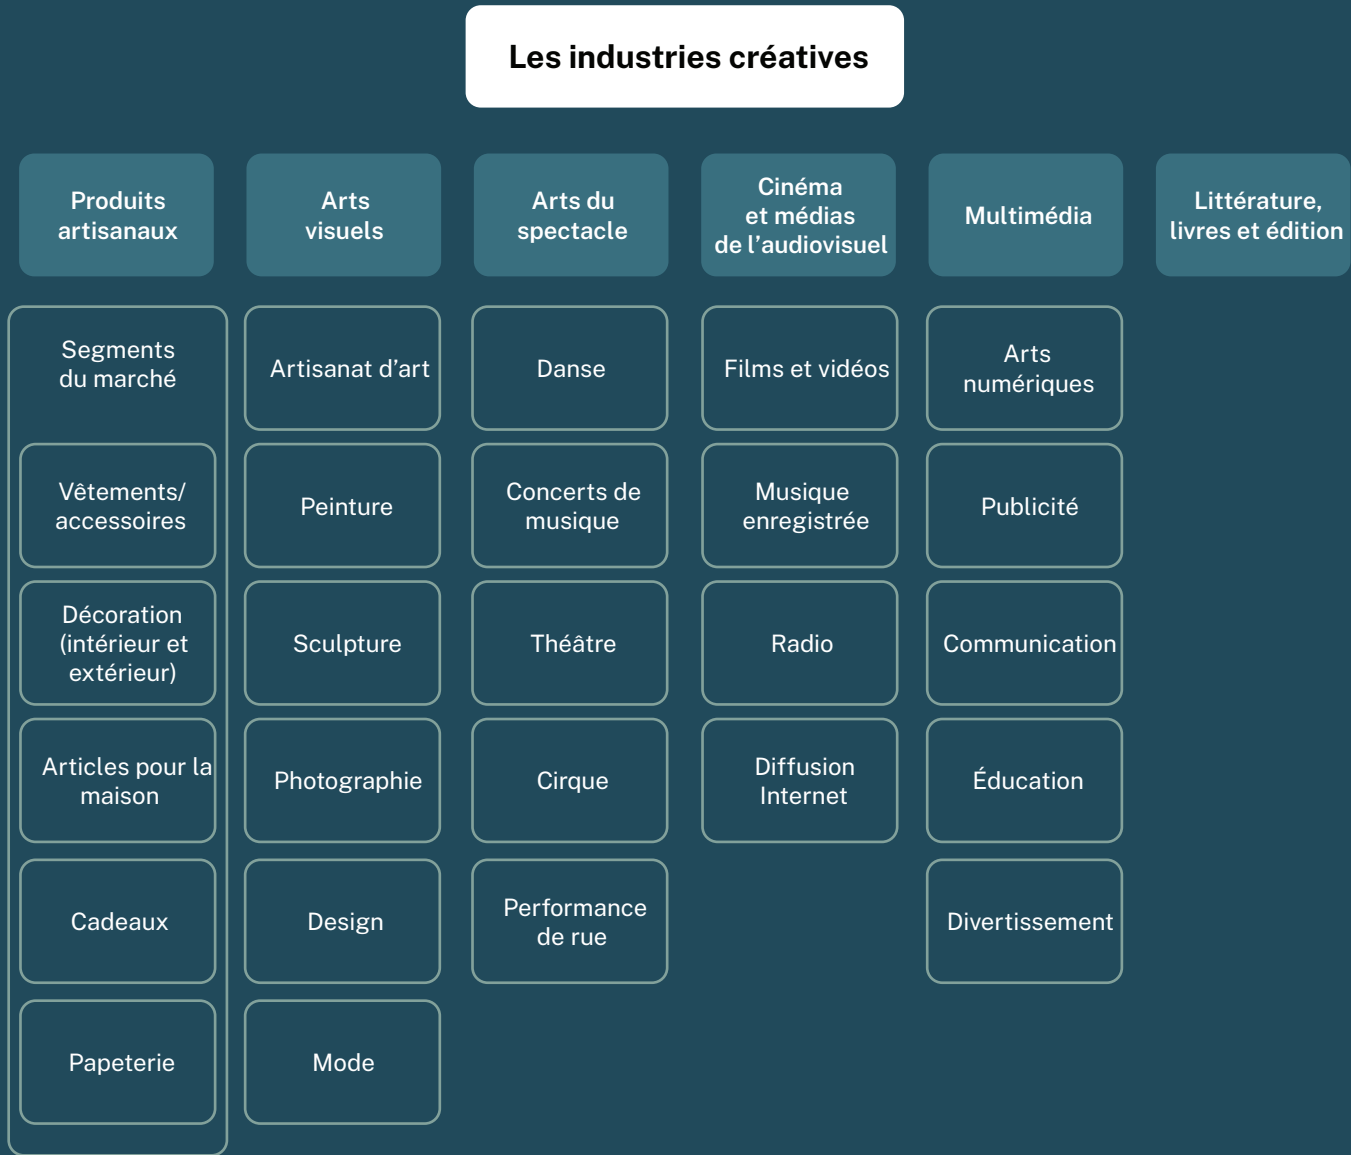 Les industries créatives
Produits
artisanaux
Arts
visuels
Arts du
spectacle
Cinéma
et médias
de l’audiovisuel
Multimédia
Littérature,
livres et édition
Segments
du marché
Vêtements/
accessoires
Décoration
(intérieur et
extérieur)
Articles pour la
maison
Cadeaux
Papeterie
Artisanat d’art
Peinture
Sculpture
Photographie
Design
Mode
Danse
Concerts de
musique
Théâtre
Cirque
Performance
de rue
Films et vidéos
Musique
enregistrée
Radio
Diffusion
Internet
Arts
numériques
Publicité
Communication
Éducation
Divertissement